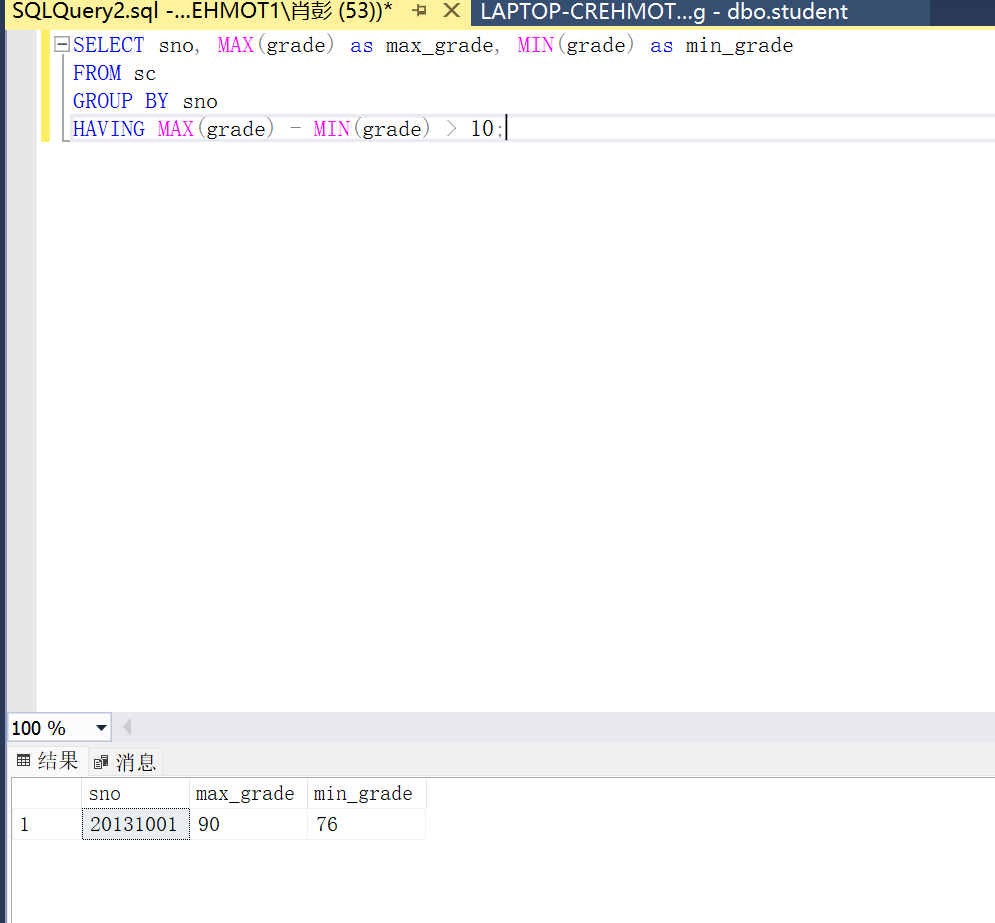 SQLQuery2.sql -...EHMOT1\肖彭 (53))* LAPTOP-CREHMOT...g - dbo.student
SELECT sno, MAX(grade) as max_grade, MIN(grade) as min_grade
FROM sc
GROUP BY sno
HAVING MAX(grade) - MIN(grade) > 10;
100 %
结果 消息
sno max_grade min_grade
1 20131001 90 76